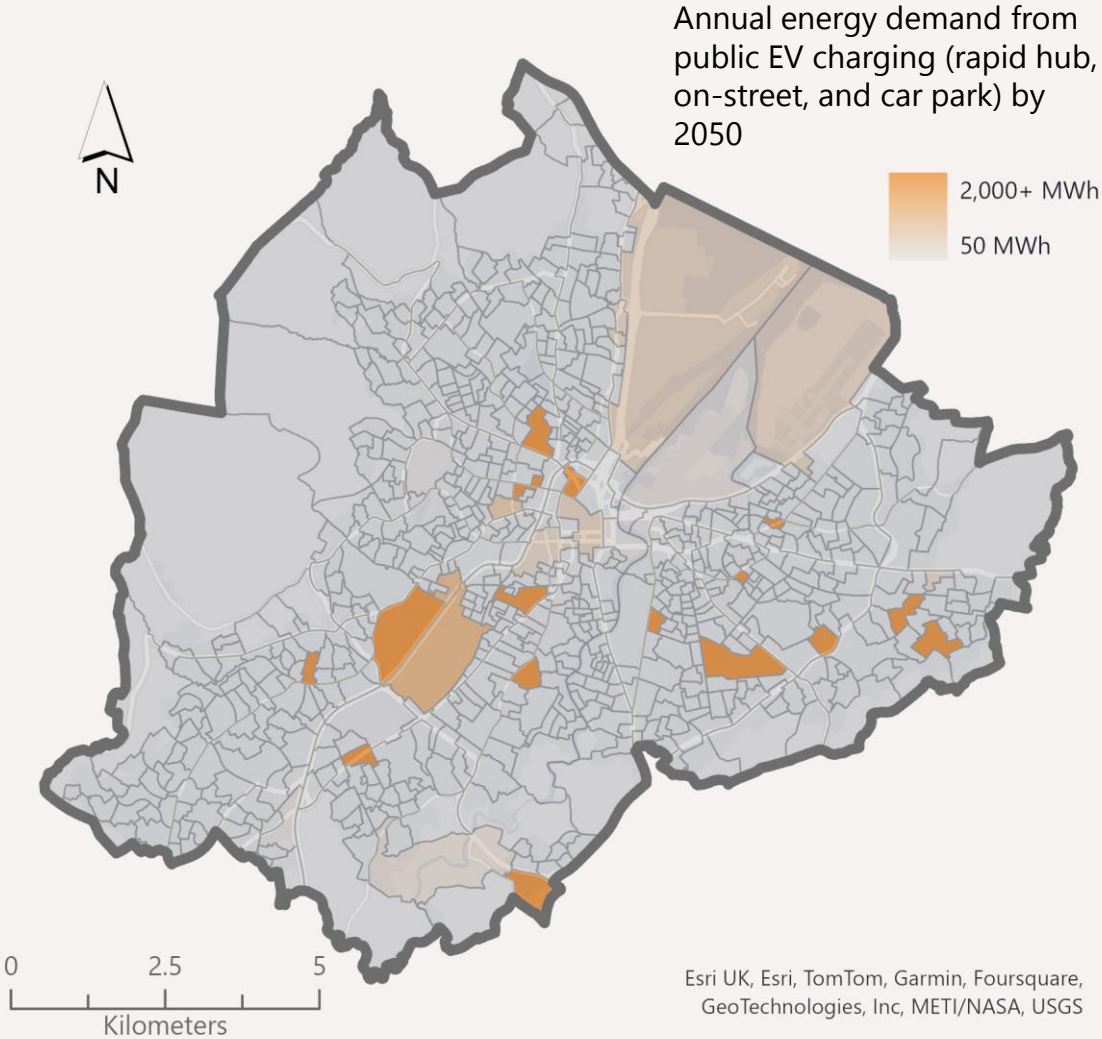 Annual energy demand from
public EV charging (rapid hub,
on-street, and car park) by
2050
N
2,000+ MWh
50 MWh
0 2.5 5
Kilometers
Esri UK, Esri, TomTom, Garmin, Foursquare,
GeoTechnologies, Inc, METI/NASA, USGS